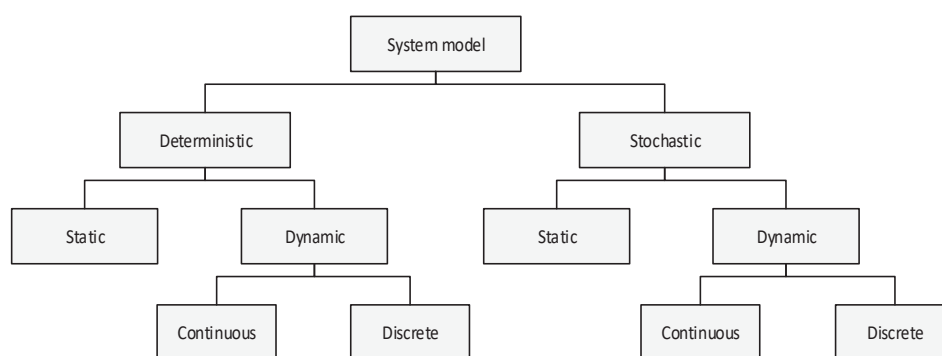 System model
Deterministic
Stochastic
Static
Dynamic
Static
Dynamic
Continuous
Discrete
Continuous
Discrete